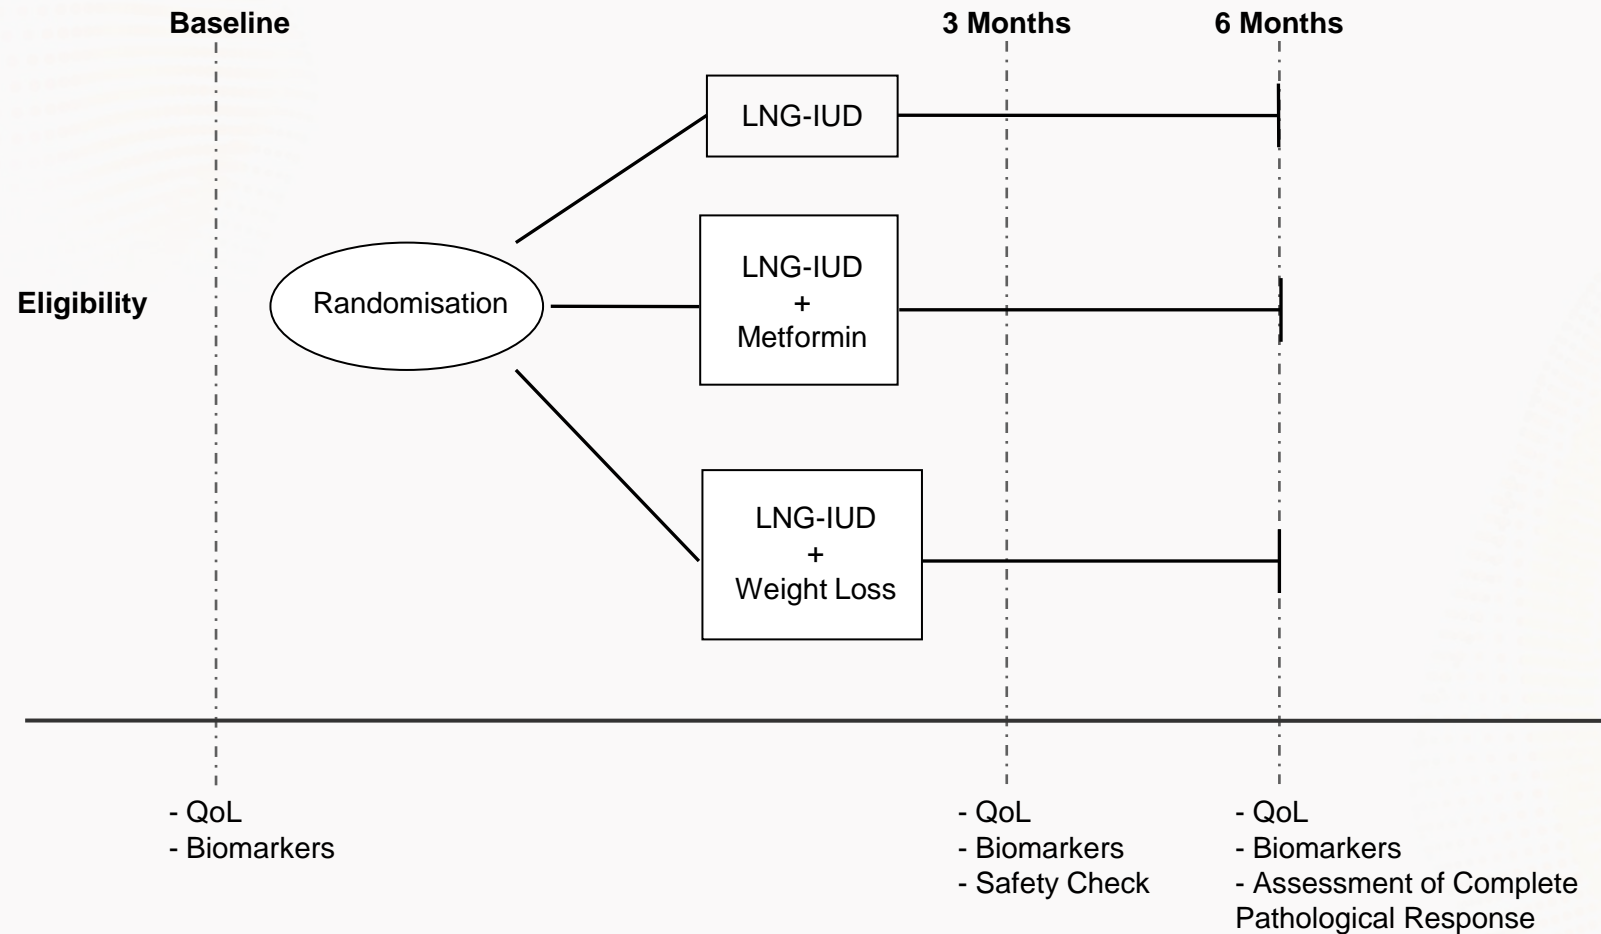 Baseline
3 Months
6 Months
LNG-IUD
Eligibility
Randomisation
LNG-IUD
+
Metformin
LNG-IUD
+
Weight Loss
- QoL
- Biomarkers
- QoL
- Biomarkers
- Safety Check
- QoL
- Biomarkers
- Assessment of Complete
Pathological Response